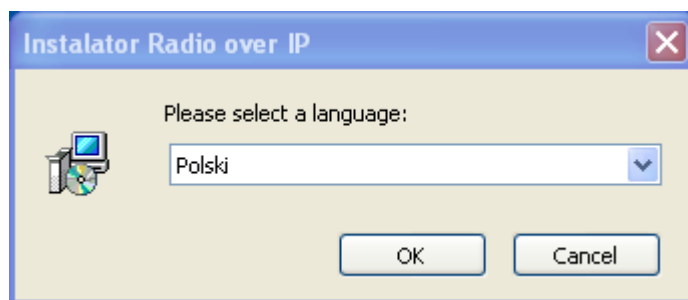 Instalator Radio over IP
Please select a language:
Polski
OK
Cancel